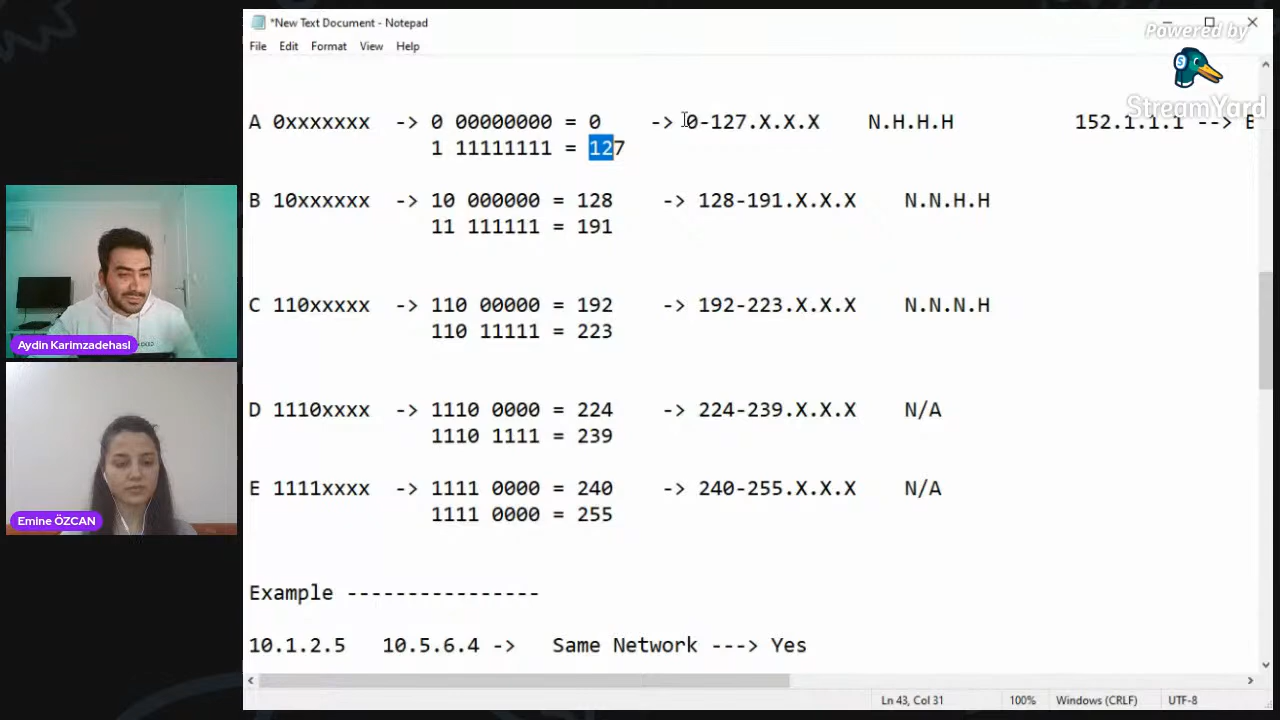 *New Text Document - Notepad
File Edit Format View Help
Powered by
StreamYard
A 0xxxxxxx -> 0 00000000 = 0 -> 0-127.X.X.X N.H.H.H 152.1.1.1 --> B
1 11111111 = 127
B 10xxxxxx -> 10 000000 = 128 -> 128-191.X.X.X N.N.H.H
11 111111 = 191
C 110xxxxx -> 110 00000 = 192 -> 192-223.X.X.X N.N.N.H
110 11111 = 223
D 1110xxxx -> 1110 0000 = 224 -> 224-239.X.X.X N/A
1110 1111 = 239
E 1111xxxx -> 1111 0000 = 240 -> 240-255.X.X.X N/A
1111 0000 = 255
Example ----------------
10.1.2.5 10.5.6.4 -> Same Network ---> Yes
Ln 43, Col 31 100% Windows (CRLF) UTF-8
Aydin Karimzadehasl
Emine ÖZCAN